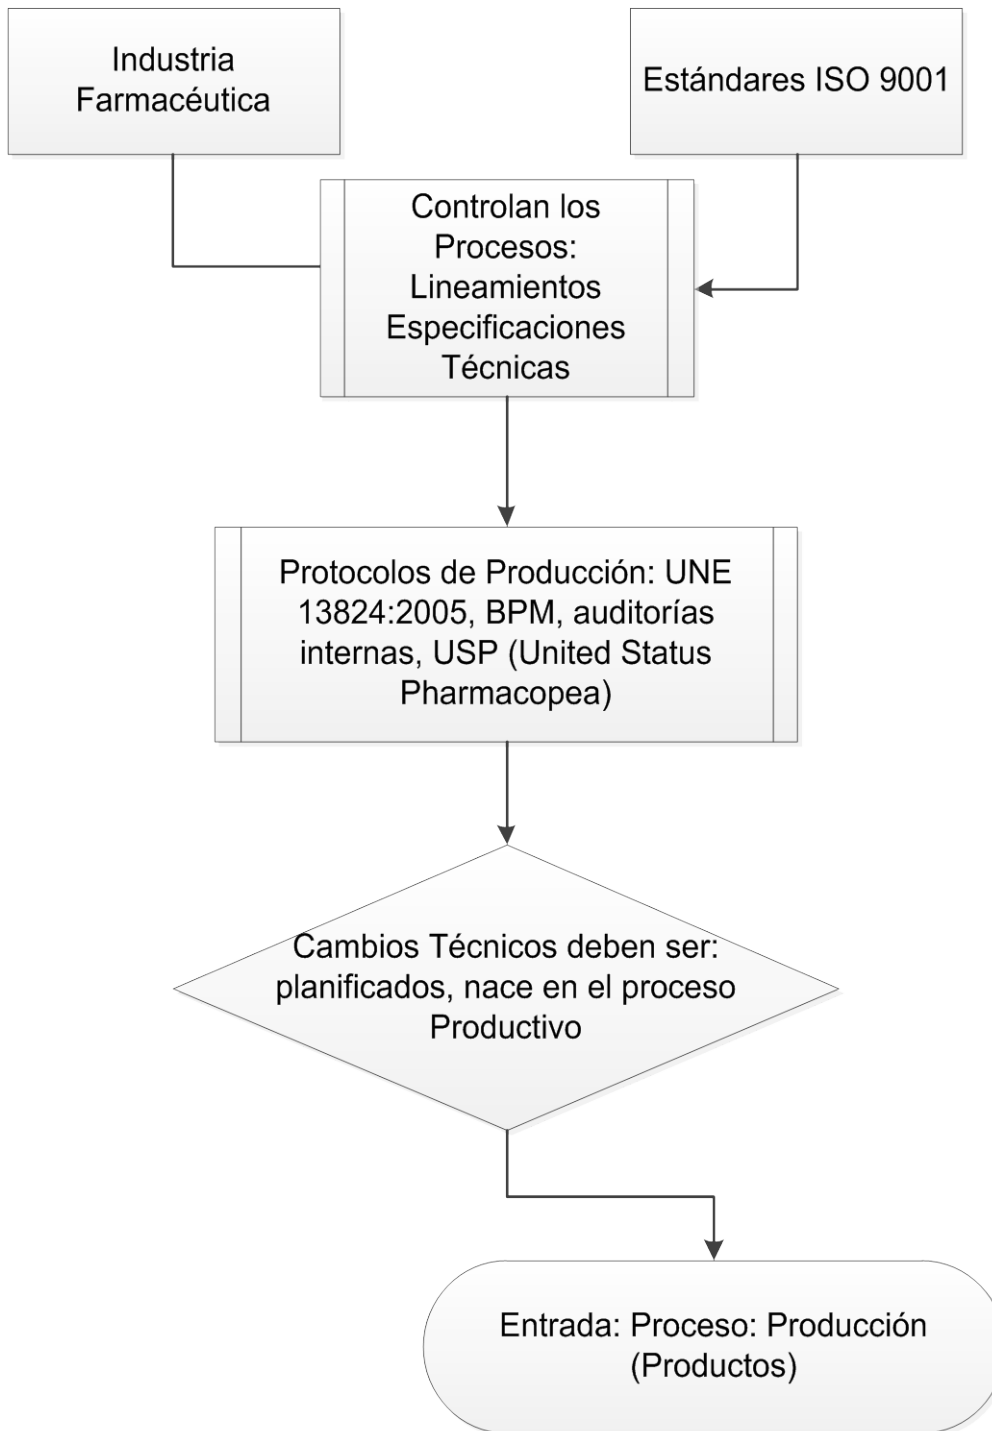 Industria
Farmacéutica
Estándares ISO 9001
Controlan los
Procesos:
Lineamientos
Especificaciones
Técnicas
Protocolos de Producción: UNE
13824:2005, BPM, auditorías
internas, USP (United Status
Pharmacopea)
Cambios Técnicos deben ser:
planificados, nace en el proceso
Productivo
Entrada: Proceso: Producción
(Productos)